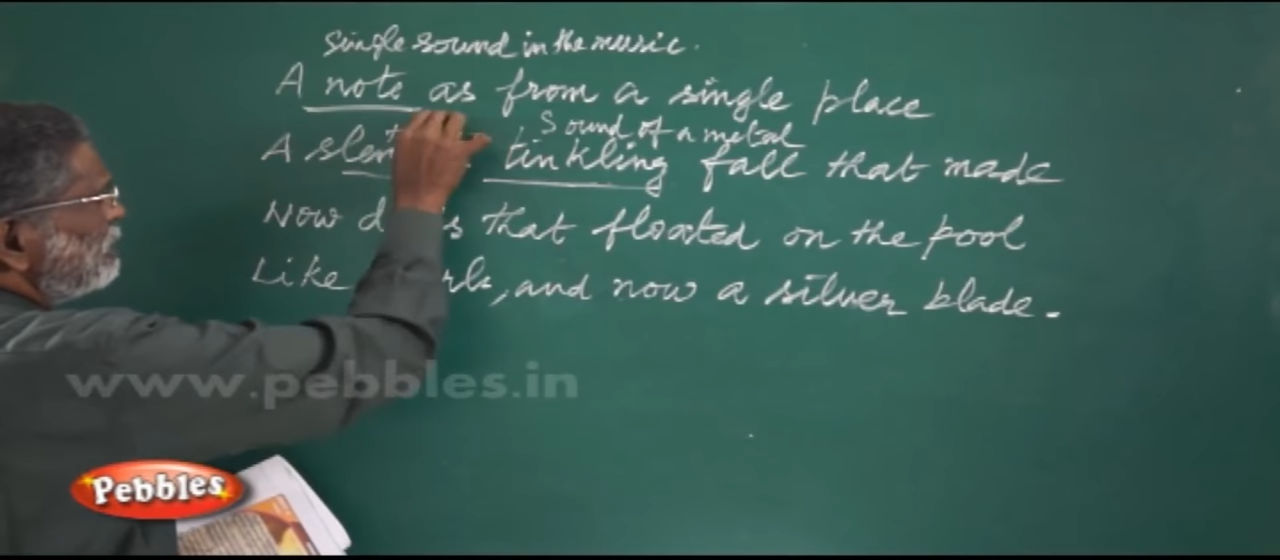 Single sound in the music.
A note as from a single place
Sound of a metal
A slen tinkling fall that made
Now d s that floated on the pool
Like and now a silver blade.
www.pebbles.in
Pebbles